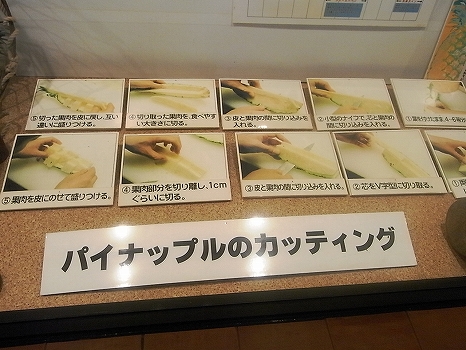 ⑤切った果肉を皮に戻し、互い
違いに盛りつける。
④切り取った果肉を、食べやす
い大きさに切る。
③皮と果肉の間に切り込みを
入れる。
②小型のナイフで、芯と果肉の
間に切り込みを入れる。
⑤果肉を皮にのせて盛りつける。
④果肉部分を切り離し、1cm
ぐらいに切る。
③皮と果肉の間に切り込みを入れる。
②芯をV字型に切り取る。
パイナップルのカッティング